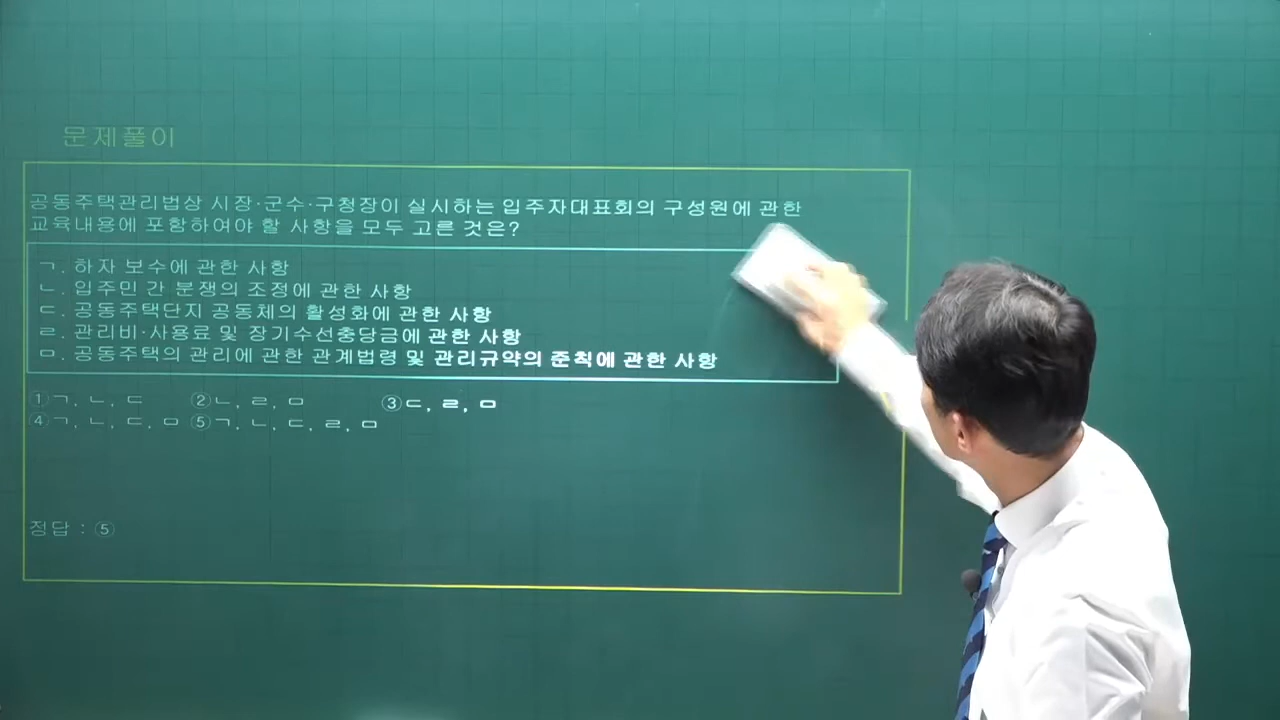 문제풀이
공동주택관리법상 시장·군수·구청장이 실시하는 입주자대표회의 구성원에 관한
교육내용에 포함하여야 할 사항을 모두 고른 것은?
ㄱ. 하자 보수에 관한 사항
ㄴ. 입주민 간 분쟁의 조정에 관한 사항
ㄷ. 공동주택단지 공동체의 활성화에 관한 사항
ㄹ. 관리비·사용료 및 장기수선충당금에 관한 사항
ㅁ. 공동주택의 관리에 관한 관계법령 및 관리규약의 준칙에 관한 사항
①ㄱ, ㄴ, ㄷ ②ㄴ, ㄹ, ㅁ ③ㄷ, ㄹ, ㅁ
④ㄱ, ㄴ, ㄷ, ㅁ ⑤ㄱ, ㄴ, ㄷ, ㄹ, ㅁ
정답 : ⑤